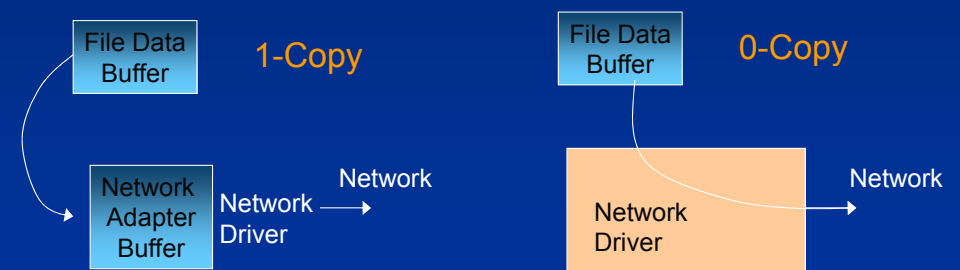 File Data
Buffer
1-Copy
Network
Adapter
Buffer
Network
Driver
Network
File Data
Buffer
0-Copy
Network
Driver
Network